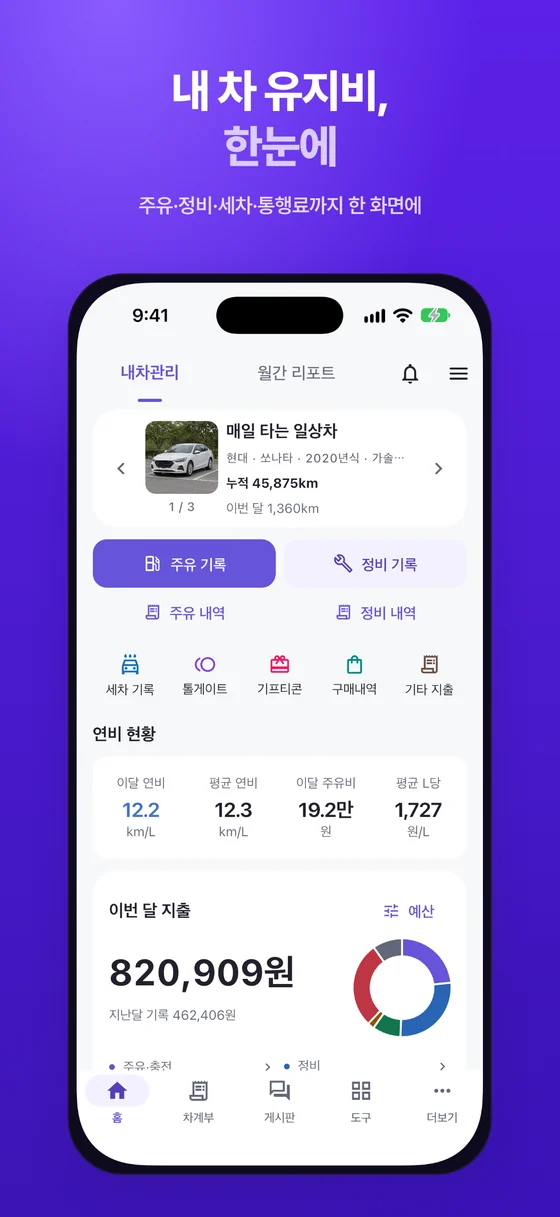 내 차 유지비,
한눈에
주유·정비·세차·통행료까지 한 화면에
9:41
내차관리
월간 리포트
매일 타는 일상차
현대 · 쏘나타 · 2020년식 · 가솔···
누적 45,875km
이번 달 1,360km
1 / 3
주유 기록
정비 기록
주유 내역
정비 내역
세차 기록
톨게이트
기프티콘
구매내역
기타 지출
연비 현황
이달 연비
평균 연비
이달 주유비
평균 L당
12.2
12.3
19.2만
1,727
km/L
km/L
원
원/L
이번 달 지출
예산
820,909원
지난달 기록 462,406원
주유·충전
정비
홈
차계부
게시판
도구
더보기